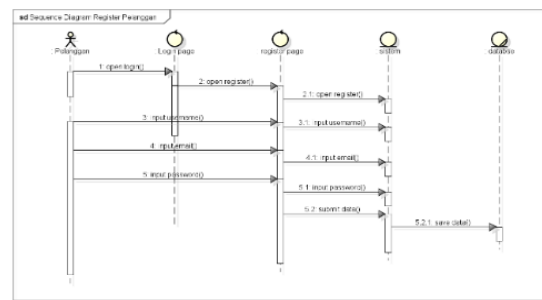 sd Sequence Diagram Register Pelanggan
: Pelanggan
Login page
register page
sistem
database
1: open login()
2: open register()
2.1: open register()
3: input username()
3.1: input username()
4: input email()
4.1: input email()
5: input password()
5.1: input password()
5.2: submit data()
5.2.1: save data()